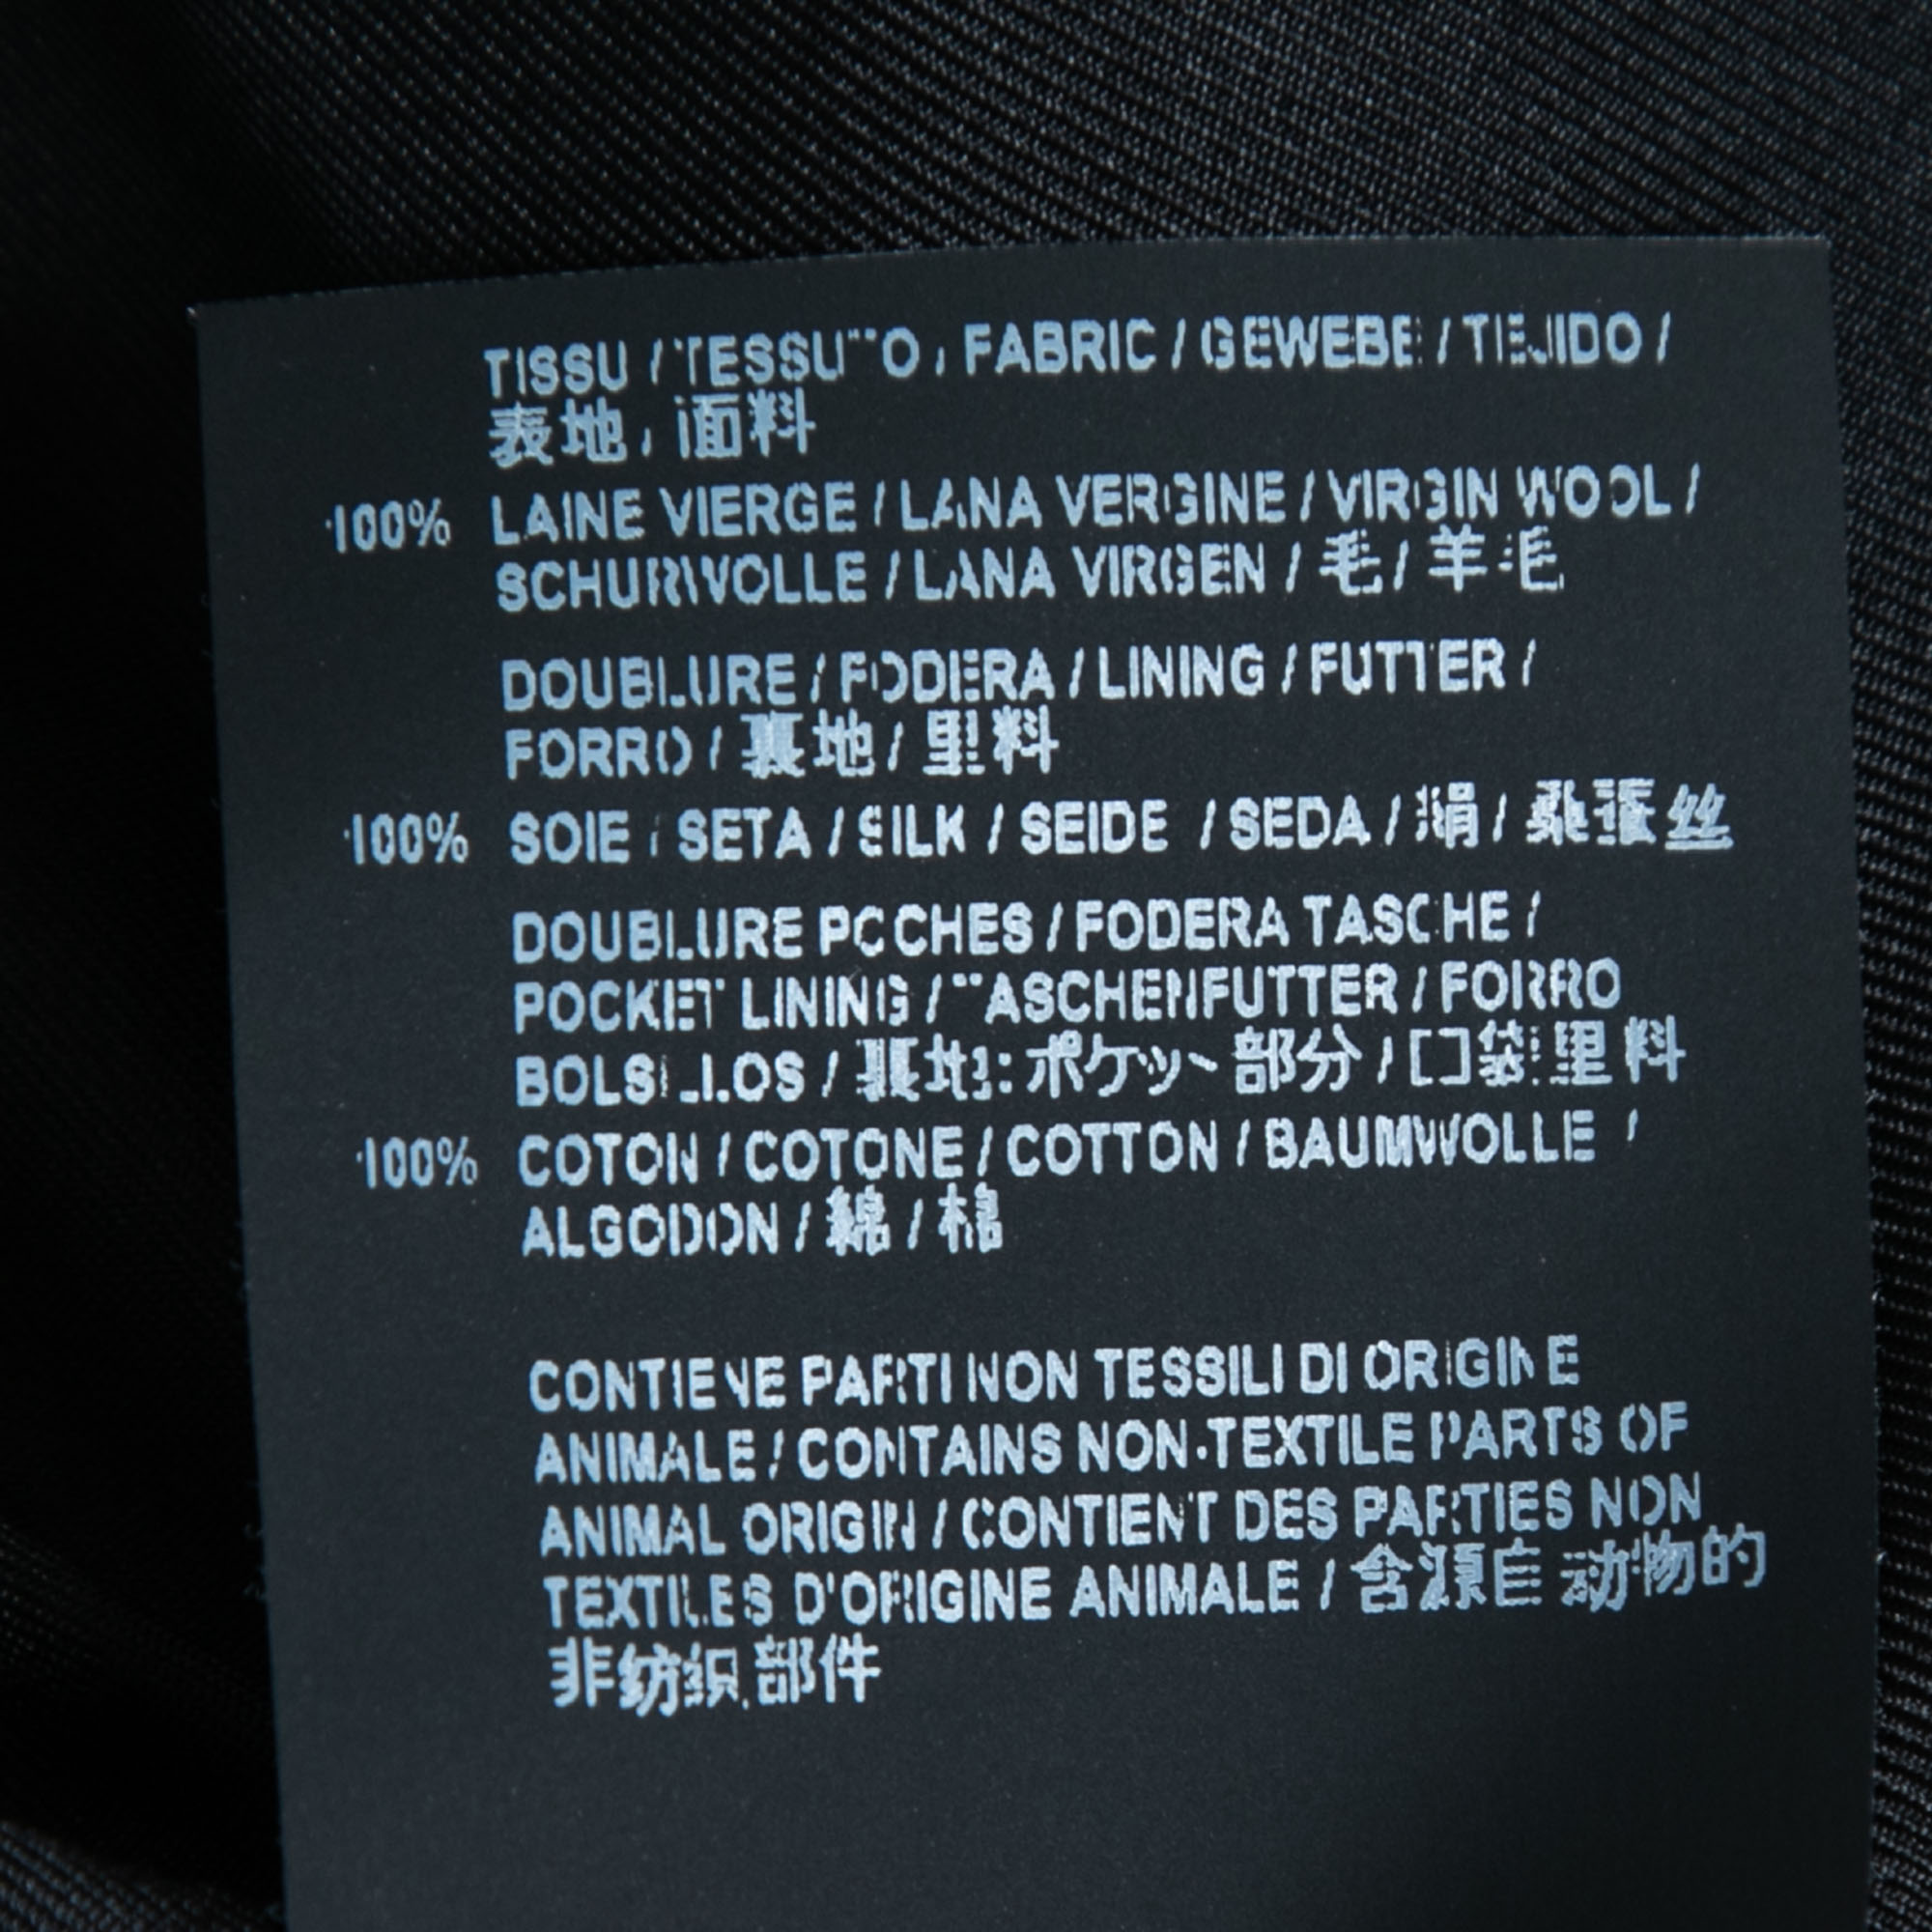 TISSU / TESSUTO / FABRIC / GEWEBE / TEJIDO /
表地 / 面料
100% LAINE VIERGE / LANA VERGINE / VIRGIN WOOL /
SCHURWOLLE / LANA VIRGEN / 毛 / 羊毛
DOUBLURE / FODERA / LINING / FUTTER /
FORRO / 裏地 / 里料
100% SOIE / SETA / SILK / SEIDE / SEDA / 絹 / 桑蚕丝
DOUBLURE POCHES / FODERA TASCHE /
POCKET LINING / TASCHENFUTTER / FORRO
BOLSILLOS / 裏地:ポケット部分 / 口袋里料
100% COTON / COTONE / COTTON / BAUMWOLLE /
ALGODON / 綿 / 棉
CONTIENE PARTI NON TESSILI DI ORIGINE
ANIMALE / CONTAINS NON-TEXTILE PARTS OF
ANIMAL ORIGIN / CONTIENT DES PARTIES NON
TEXTILES D'ORIGINE ANIMALE / 含源自动物的
非纺织部件